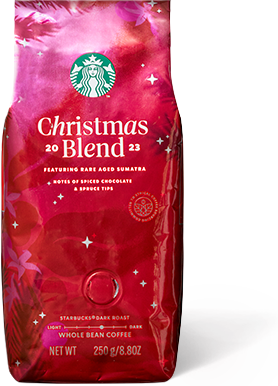 Christmas
20 Blend 23
FEATURING RARE AGED SUMATRA
NOTES OF SPICED CHOCOLATE
& SPRUCE TIPS
STARBUCKS® DARK ROAST
LIGHT DARK
WHOLE BEAN COFFEE
NET WT 250 g/8.8OZ